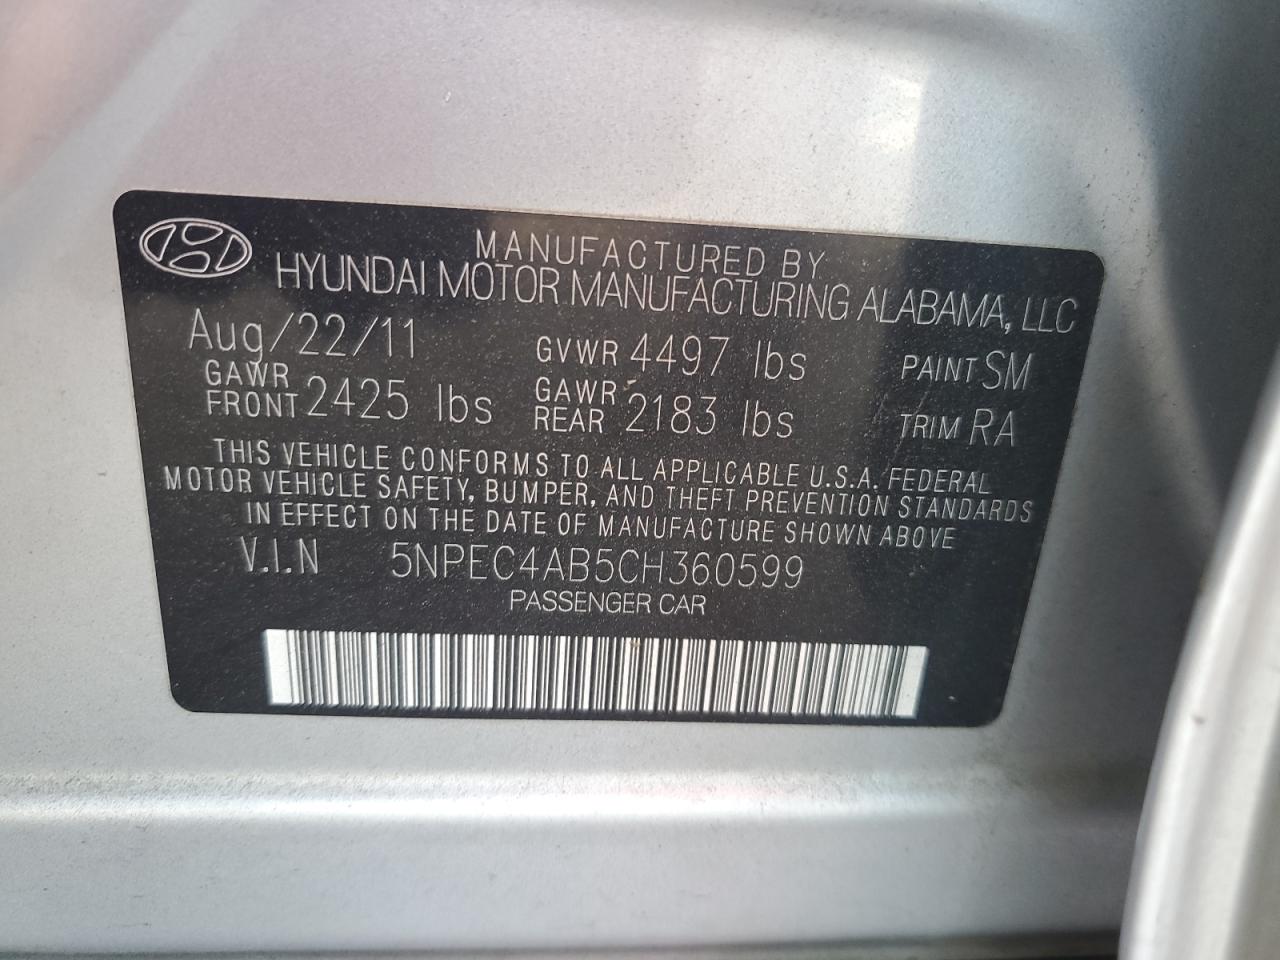 MANUFACTURED BY
HYUNDAI MOTOR MANUFACTURING ALABAMA, LLC
Aug/22/11 GVWR 4497 lbs PAINT SM
GAWR FRONT 2425 lbs GAWR REAR 2183 lbs TRIM RA
THIS VEHICLE CONFORMS TO ALL APPLICABLE U.S.A. FEDERAL
MOTOR VEHICLE SAFETY, BUMPER, AND THEFT PREVENTION STANDARDS
IN EFFECT ON THE DATE OF MANUFACTURE SHOWN ABOVE
V.I.N 5NPEC4AB5CH360599
PASSENGER CAR